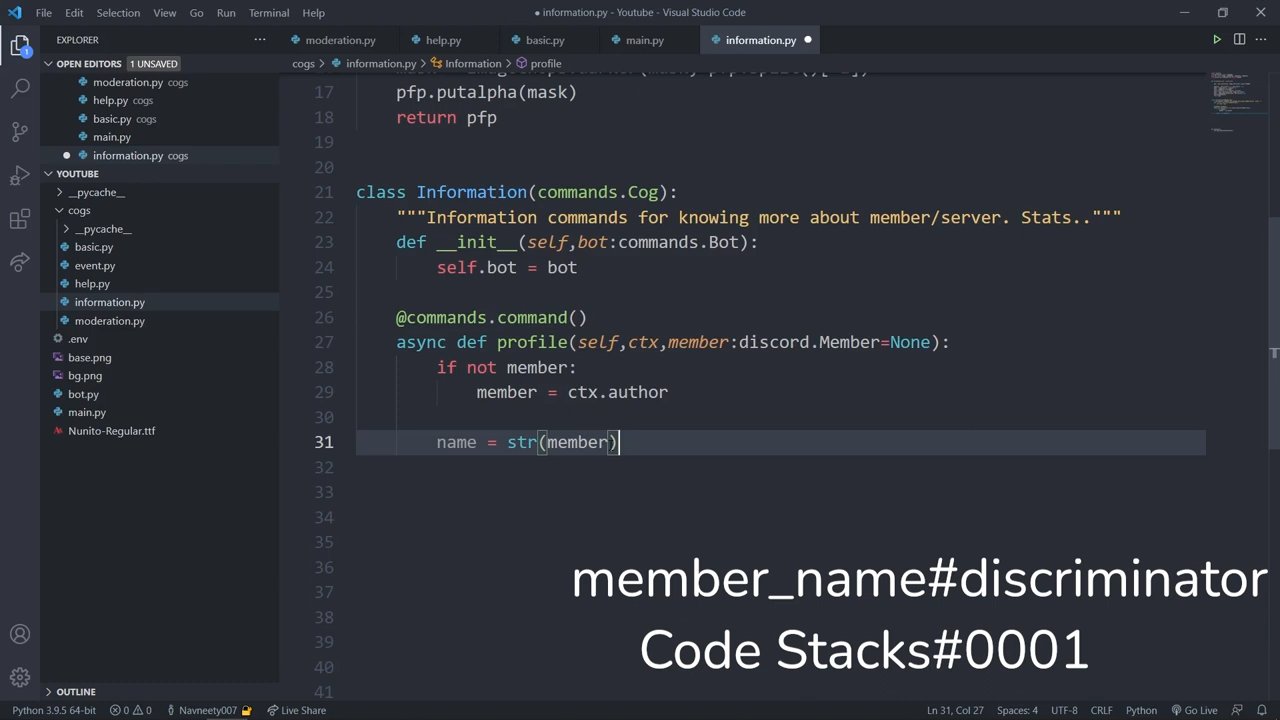 File Edit Selection View Go Run Terminal Help
● information.py - Youtube - Visual Studio Code
EXPLORER
moderation.py help.py basic.py main.py information.py
OPEN EDITORS 1 UNSAVED
cogs > information.py > Information > profile
moderation.py cogs
help.py cogs
basic.py cogs
main.py
information.py cogs
YOUTUBE
__pycache__
cogs
__pycache__
basic.py
event.py
help.py
information.py
moderation.py
.env
base.png
bg.png
bot.py
main.py
Nunito-Regular.ttf
OUTLINE
17 pfp.putalpha(mask)
18 return pfp
19
20
21 class Information(commands.Cog):
22 """Information commands for knowing more about member/server. Stats.."""
23 def __init__(self,bot:commands.Bot):
24 self.bot = bot
25
26 @commands.command()
27 async def profile(self,ctx,member:discord.Member=None):
28 if not member:
29 member = ctx.author
30
31 name = str(member)
32
33
34
35
36
37
38
39
40
41
member_name#discriminator
Code Stacks#0001
1
Python 3.9.5 64-bit 0 0 Navneety007 Live Share
Ln 31, Col 27 Spaces: 4 UTF-8 CRLF Python Go Live